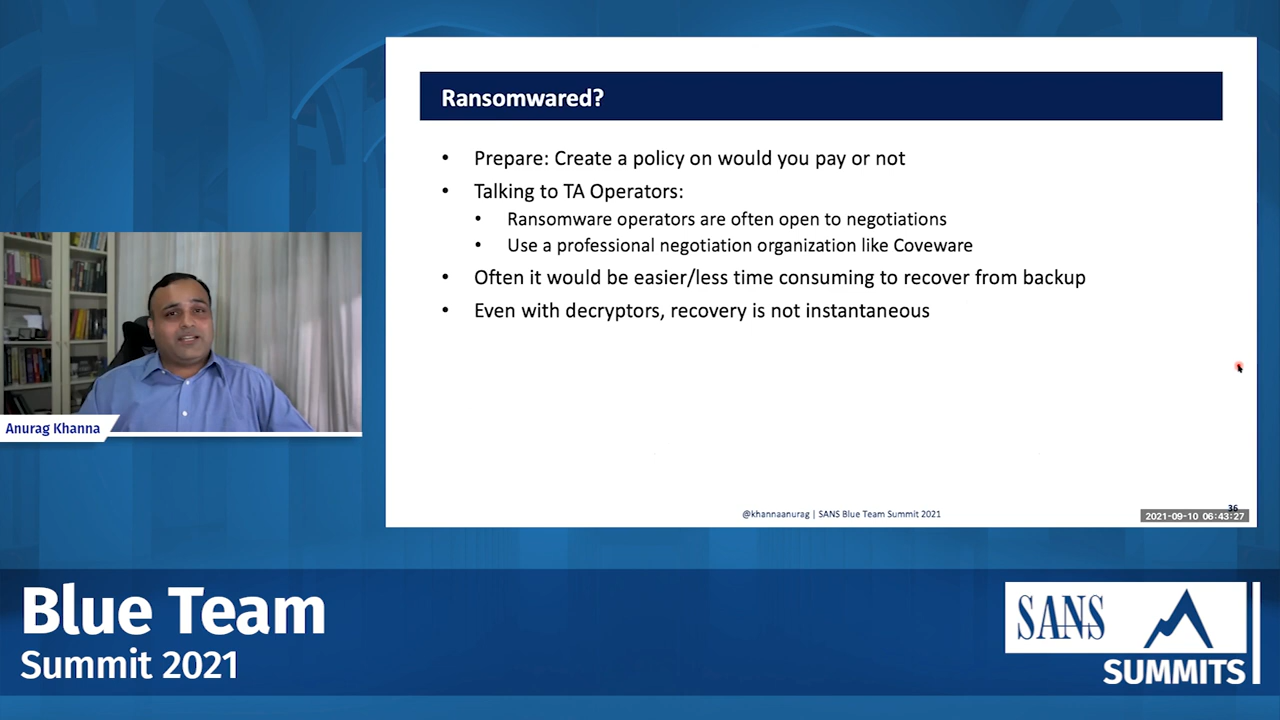 Ransomwared?
• Prepare: Create a policy on would you pay or not
• Talking to TA Operators:
• Ransomware operators are often open to negotiations
• Use a professional negotiation organization like Coveware
• Often it would be easier/less time consuming to recover from backup
• Even with decryptors, recovery is not instantaneous
Anurag Khanna
@khannaanurag | SANS Blue Team Summit 2021
36
2021-09-10 06:43:27
Blue Team
Summit 2021
SANS
SUMMITS